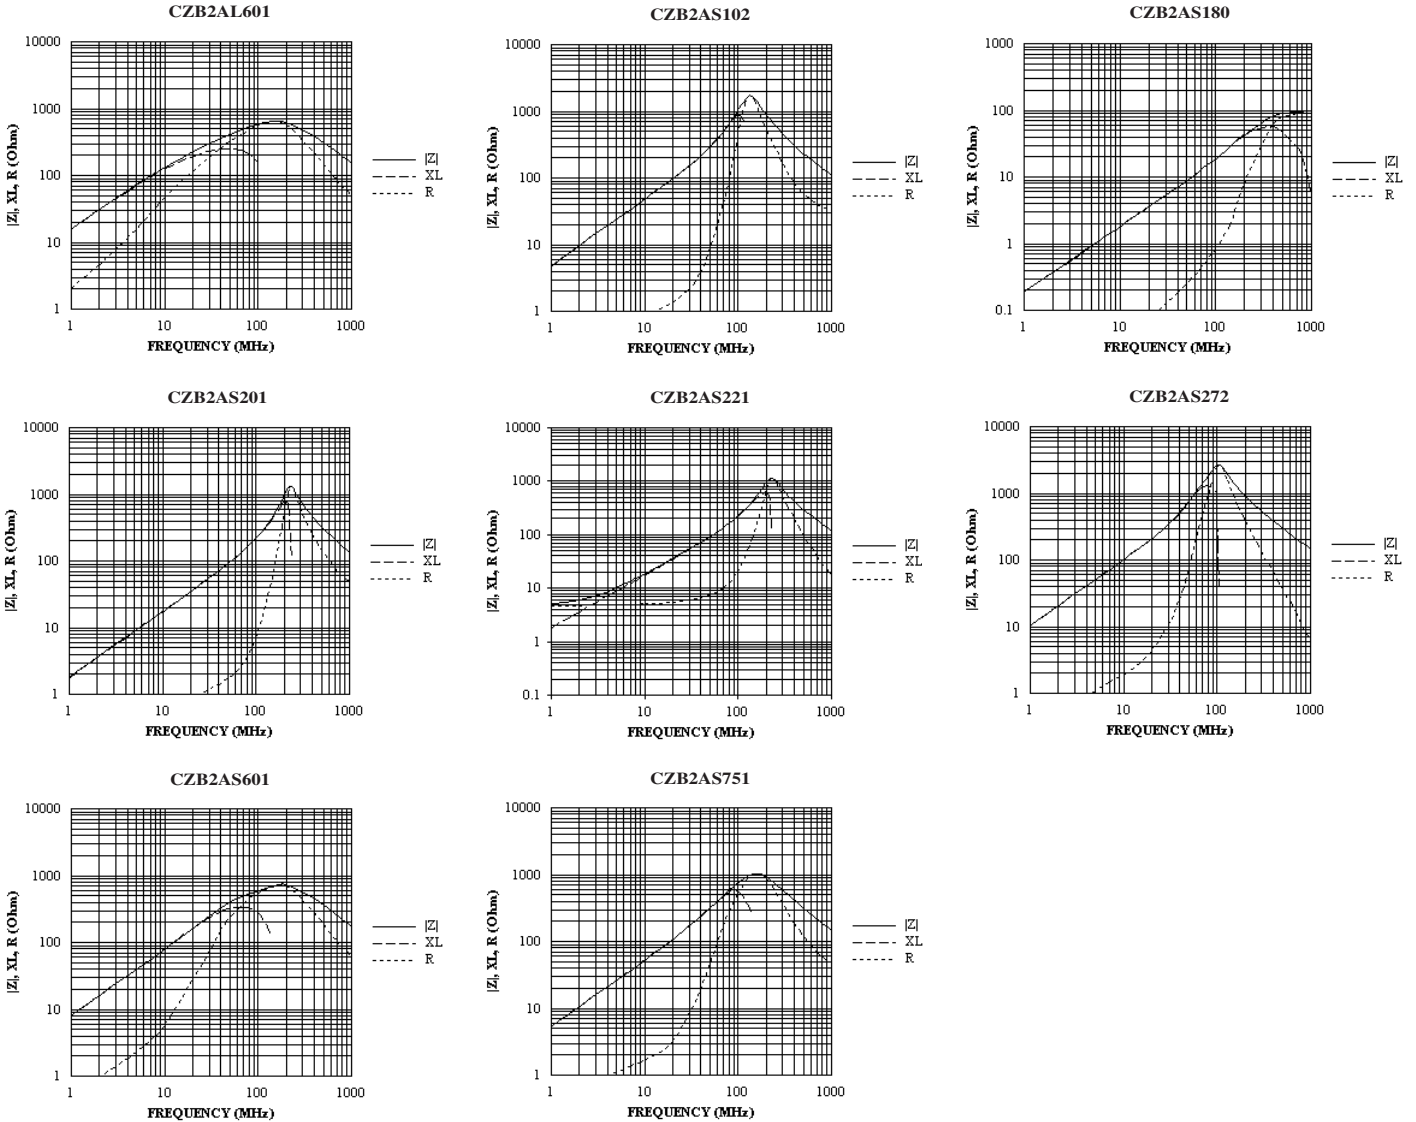 CZB2AL601
10000
1000
100
10
1
1
10
100
1000
|Z|, XL, R (Ohm)
FREQUENCY (MHz)
|Z|
XL
R
CZB2AS102
10000
1000
100
10
1
1
10
100
1000
|Z|, XL, R (Ohm)
FREQUENCY (MHz)
|Z|
XL
R
CZB2AS180
1000
100
10
1
0.1
1
10
100
1000
|Z|, XL, R (Ohm)
FREQUENCY (MHz)
|Z|
XL
R
CZB2AS201
10000
1000
100
10
1
1
10
100
1000
|Z|, XL, R (Ohm)
FREQUENCY (MHz)
|Z|
XL
R
CZB2AS221
10000
1000
100
10
1
0.1
1
10
100
1000
|Z|, XL, R (Ohm)
FREQUENCY (MHz)
|Z|
XL
R
CZB2AS272
10000
1000
100
10
1
1
10
100
1000
|Z|, XL, R (Ohm)
FREQUENCY (MHz)
|Z|
XL
R
CZB2AS601
10000
1000
100
10
1
1
10
100
1000
|Z|, XL, R (Ohm)
FREQUENCY (MHz)
|Z|
XL
R
CZB2AS751
10000
1000
100
10
1
1
10
100
1000
|Z|, XL, R (Ohm)
FREQUENCY (MHz)
|Z|
XL
R